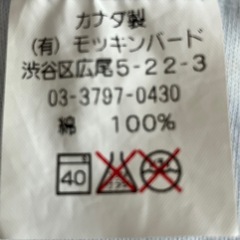 カナダ製
(有) モッキンバード
渋谷区広尾5-22-3
03-3797-0430
綿 100%
40